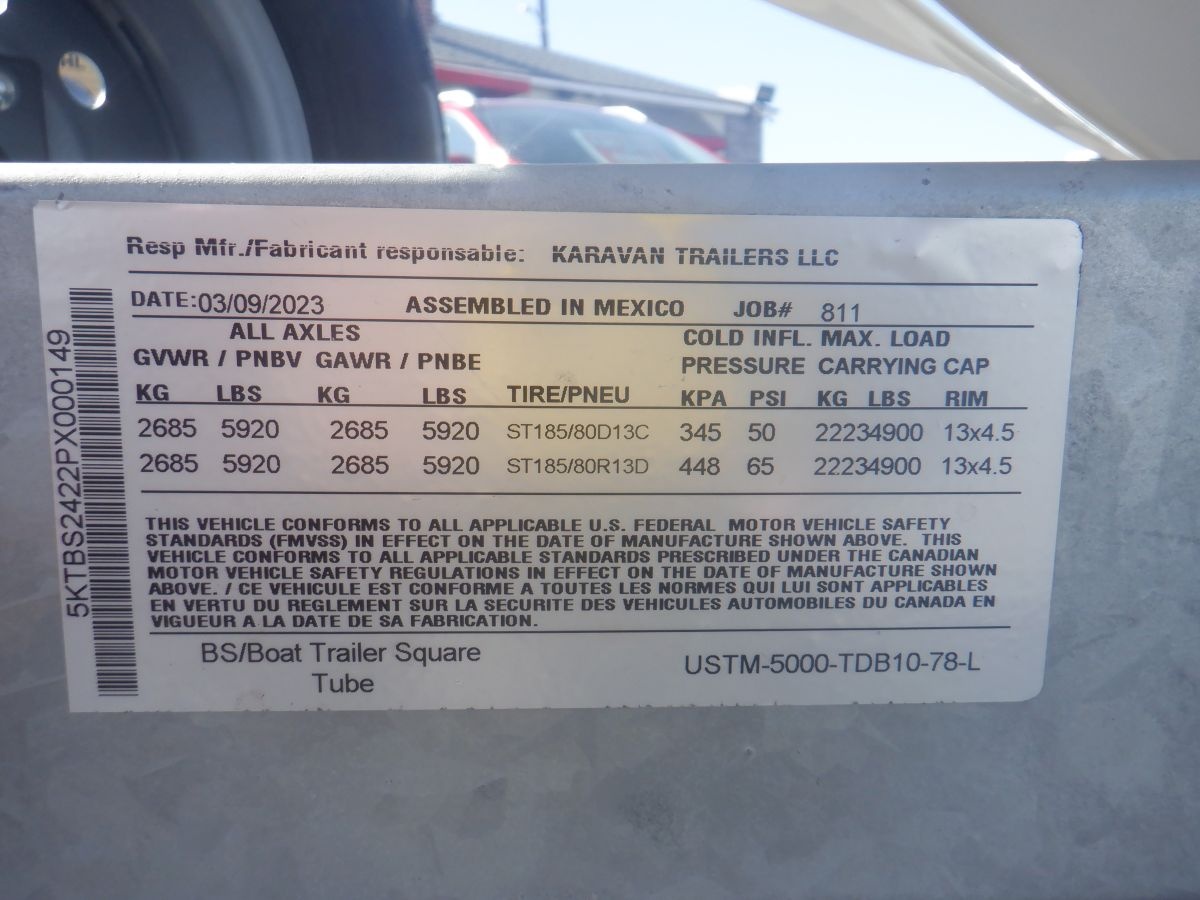 Resp Mfr./Fabricant responsable: KARAVAN TRAILERS LLC
DATE:03/09/2023 ASSEMBLED IN MEXICO JOB# 811
ALL AXLES COLD INFL. MAX. LOAD
GVWR / PNBV GAWR / PNBE PRESSURE CARRYING CAP
KG LBS KG LBS TIRE/PNEU KPA PSI KG LBS RIM
2685 5920 2685 5920 ST185/80D13C 345 50 22234900 13x4.5
2685 5920 2685 5920 ST185/80R13D 448 65 22234900 13x4.5
THIS VEHICLE CONFORMS TO ALL APPLICABLE U.S. FEDERAL MOTOR VEHICLE SAFETY
STANDARDS (FMVSS) IN EFFECT ON THE DATE OF MANUFACTURE SHOWN ABOVE. THIS
VEHICLE CONFORMS TO ALL APPLICABLE STANDARDS PRESCRIBED UNDER THE CANADIAN
MOTOR VEHICLE SAFETY REGULATIONS IN EFFECT ON THE DATE OF MANUFACTURE SHOWN
ABOVE. / CE VEHICULE EST CONFORME A TOUTES LES NORMES QUI LUI SONT APPLICABLES
EN VERTU DU REGLEMENT SUR LA SECURITE DES VEHICULES AUTOMOBILES DU CANADA EN
VIGUEUR A LA DATE DE SA FABRICATION.
BS/Boat Trailer Square USTM-5000-TDB10-78-L
Tube
5KTBS2422PX000149